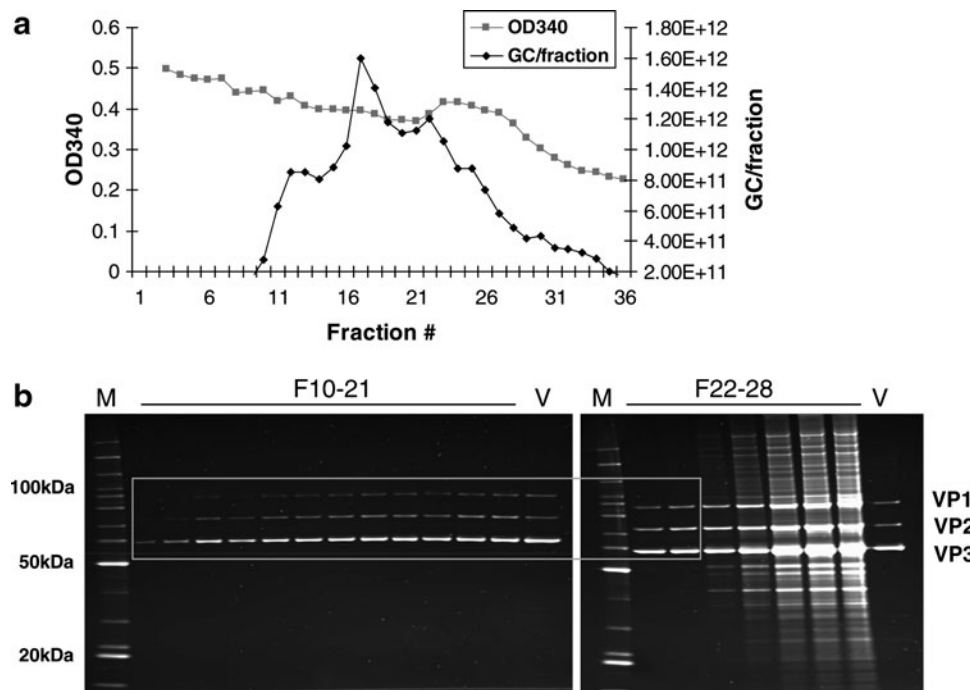 a
OD340
GC/fraction
0.6
0.5
0.4
0.3
0.2
0.1
0
OD340
1.80E+12
1.60E+12
1.40E+12
1.20E+12
1.00E+12
8.00E+11
6.00E+11
4.00E+11
2.00E+11
GC/fraction
1 6 11 16 21 26 31 36
Fraction #
b
M F10-21 V M F22-28 V
100kDa
50kDa
20kDa
VP1
VP2
VP3